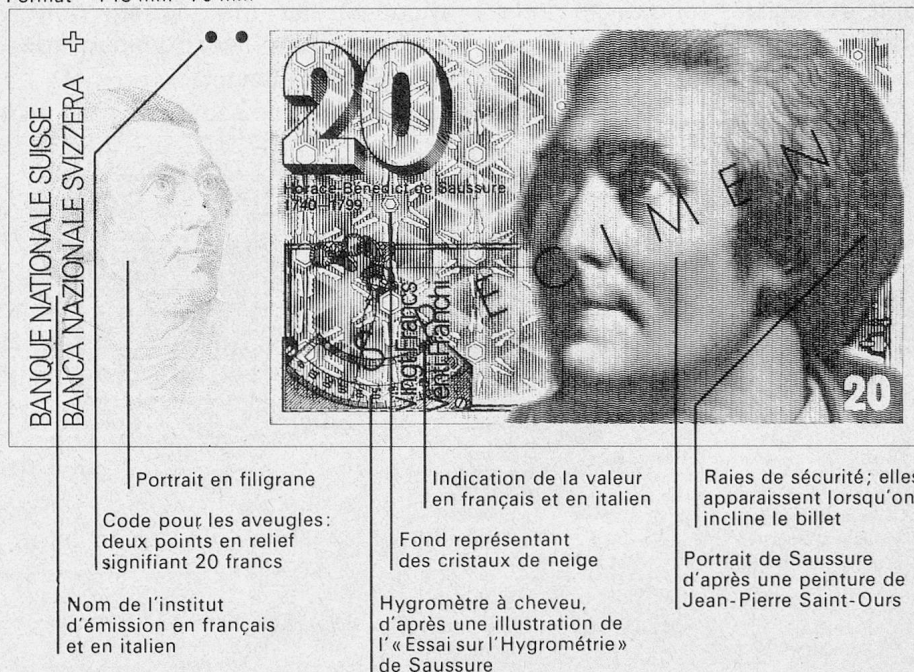 BANQUE NATIONALE SUISSE
BANCA NAZIONALE SVIZZERA
20
Horace-Bénédict de Saussure
1740–1799
Vingt Francs
Venti Franchi
SPECIMEN
20
Portrait en filigrane
Code pour les aveugles:
deux points en relief
signifiant 20 francs
Nom de l'institut
d'émission en français
et en italien
Indication de la valeur
en français et en italien
Fond représentant
des cristaux de neige
Hygromètre à cheveu,
d'après une illustration de
l'«Essai sur l'Hygrométrie»
de Saussure
Raies de sécurité; elles
apparaissent lorsqu'on
incline le billet
Portrait de Saussure
d'après une peinture de
Jean-Pierre Saint-Ours